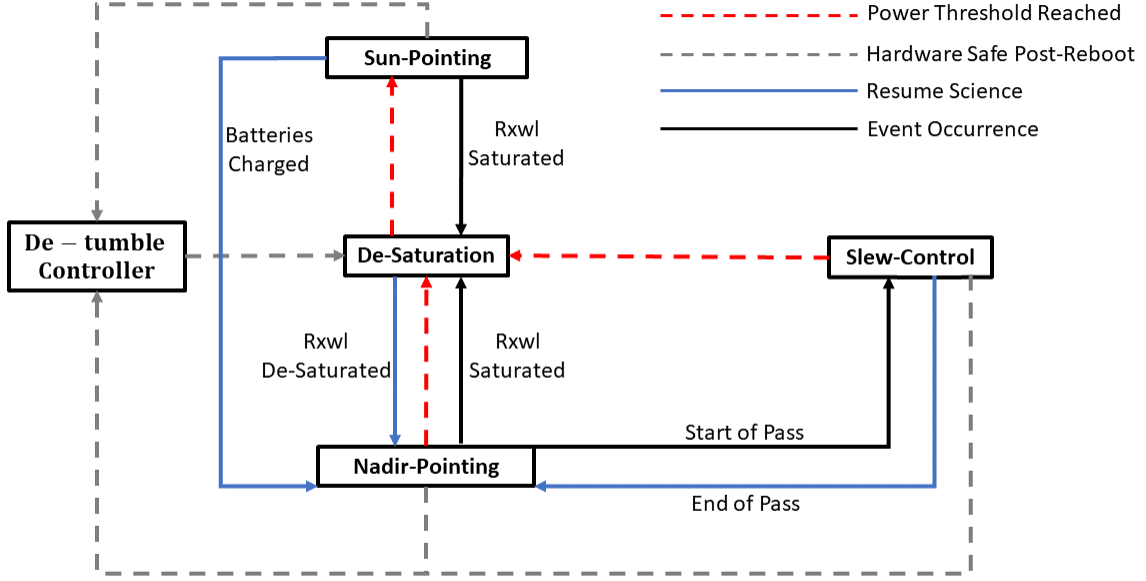 Power Threshold Reached
Sun-Pointing
Hardware Safe Post-Reboot
Resume Science
Batteries
Charged
Rxwl
Saturated
Event Occurrence
De – tumble
Controller
De-Saturation
Slew-Control
Rxwl
De-Saturated
Rxwl
Saturated
Start of Pass
Nadir-Pointing
End of Pass